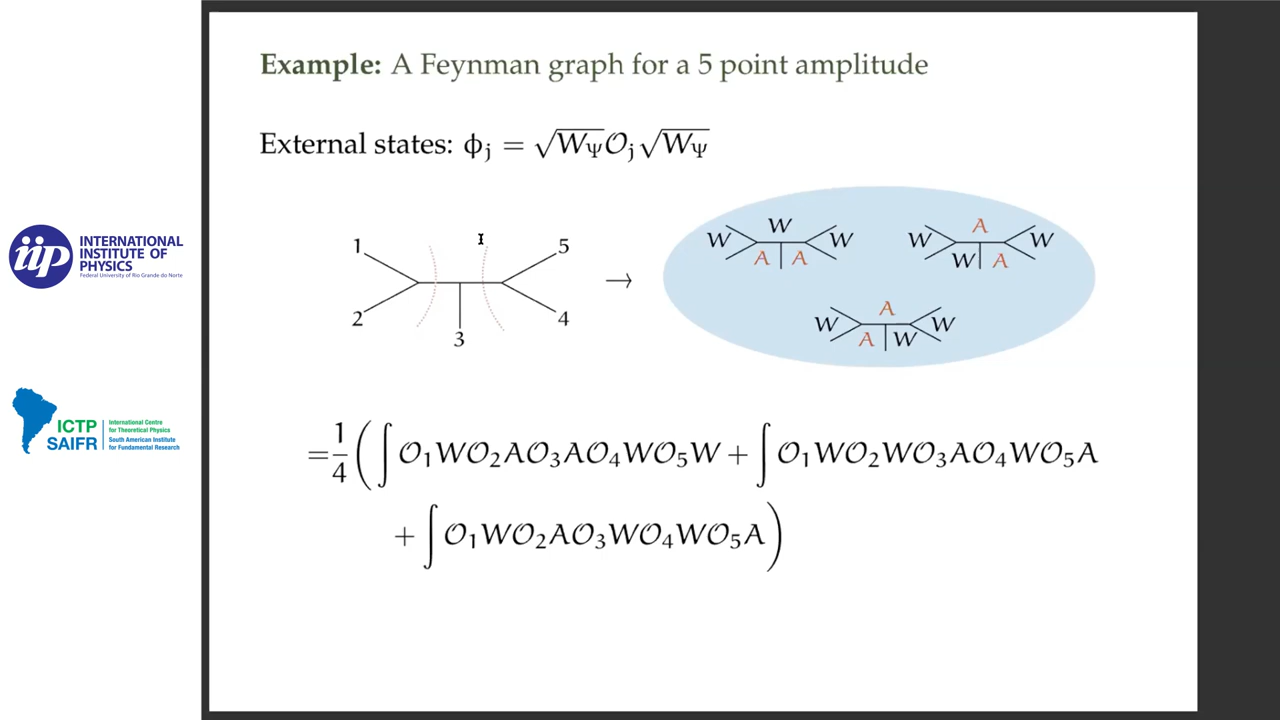 Example: A Feynman graph for a 5 point amplitude
External states: ϕj = √WΨ𝒪j√WΨ
1
5
2
4
3
→
W
W
W
A
A
A
W
W
W
A
A
W
W
A
W
INTERNATIONAL
INSTITUTE OF
PHYSICS
Federal University of Rio Grande do Norte
iip
ICTP
SAIFR
International Centre
for Theoretical Physics
South American Institute
for Fundamental Research
=1/4(∫𝒪1W𝒪2A𝒪3A𝒪4W𝒪5W + ∫𝒪1W𝒪2W𝒪3A𝒪4W𝒪5A
+ ∫𝒪1W𝒪2A𝒪3W𝒪4W𝒪5A)